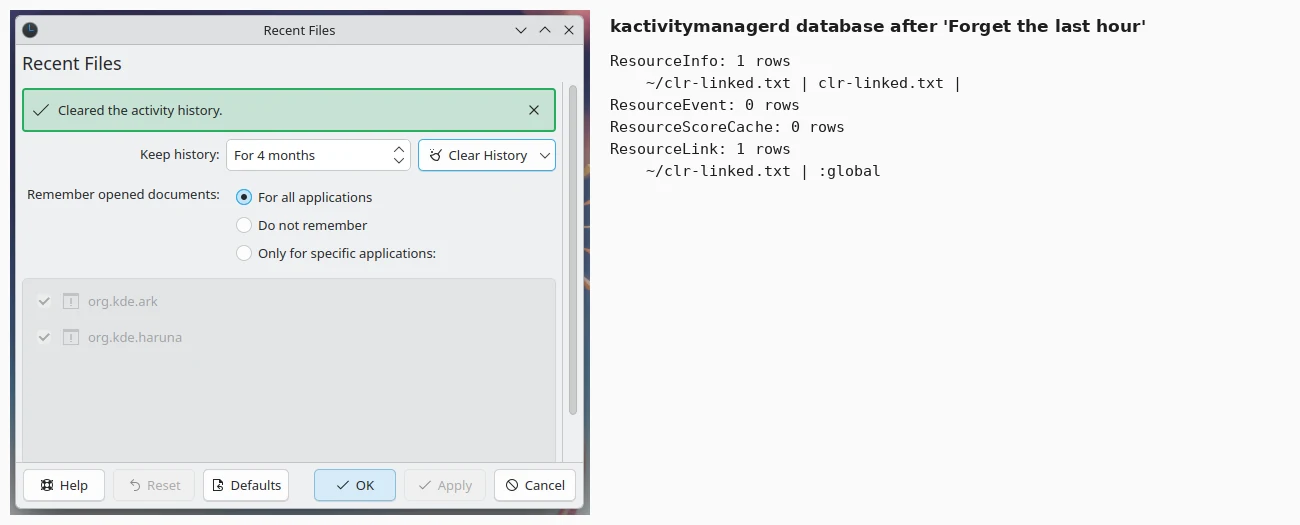 Recent Files
Recent Files
Cleared the activity history.
Keep history:
For 4 months
Clear History
Remember opened documents:
For all applications
Do not remember
Only for specific applications:
org.kde.ark
org.kde.haruna
Help
Reset
Defaults
OK
Apply
Cancel
kactivitymanagerd database after 'Forget the last hour'
ResourceInfo: 1 rows
~/clr-linked.txt | clr-linked.txt |
ResourceEvent: 0 rows
ResourceScoreCache: 0 rows
ResourceLink: 1 rows
~/clr-linked.txt | :global